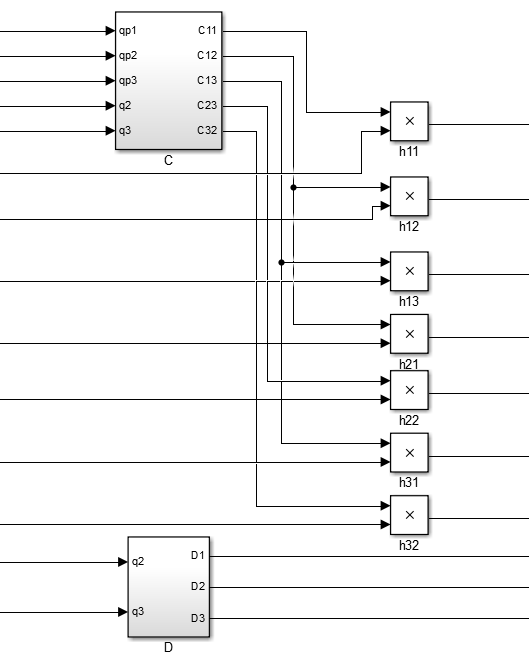 qp1 C11
qp2 C12
qp3 C13
q2 C23
q3 C32
C
×
h11
×
h12
×
h13
×
h21
×
h22
×
h31
×
h32
q2 D1
D2
q3 D3
D